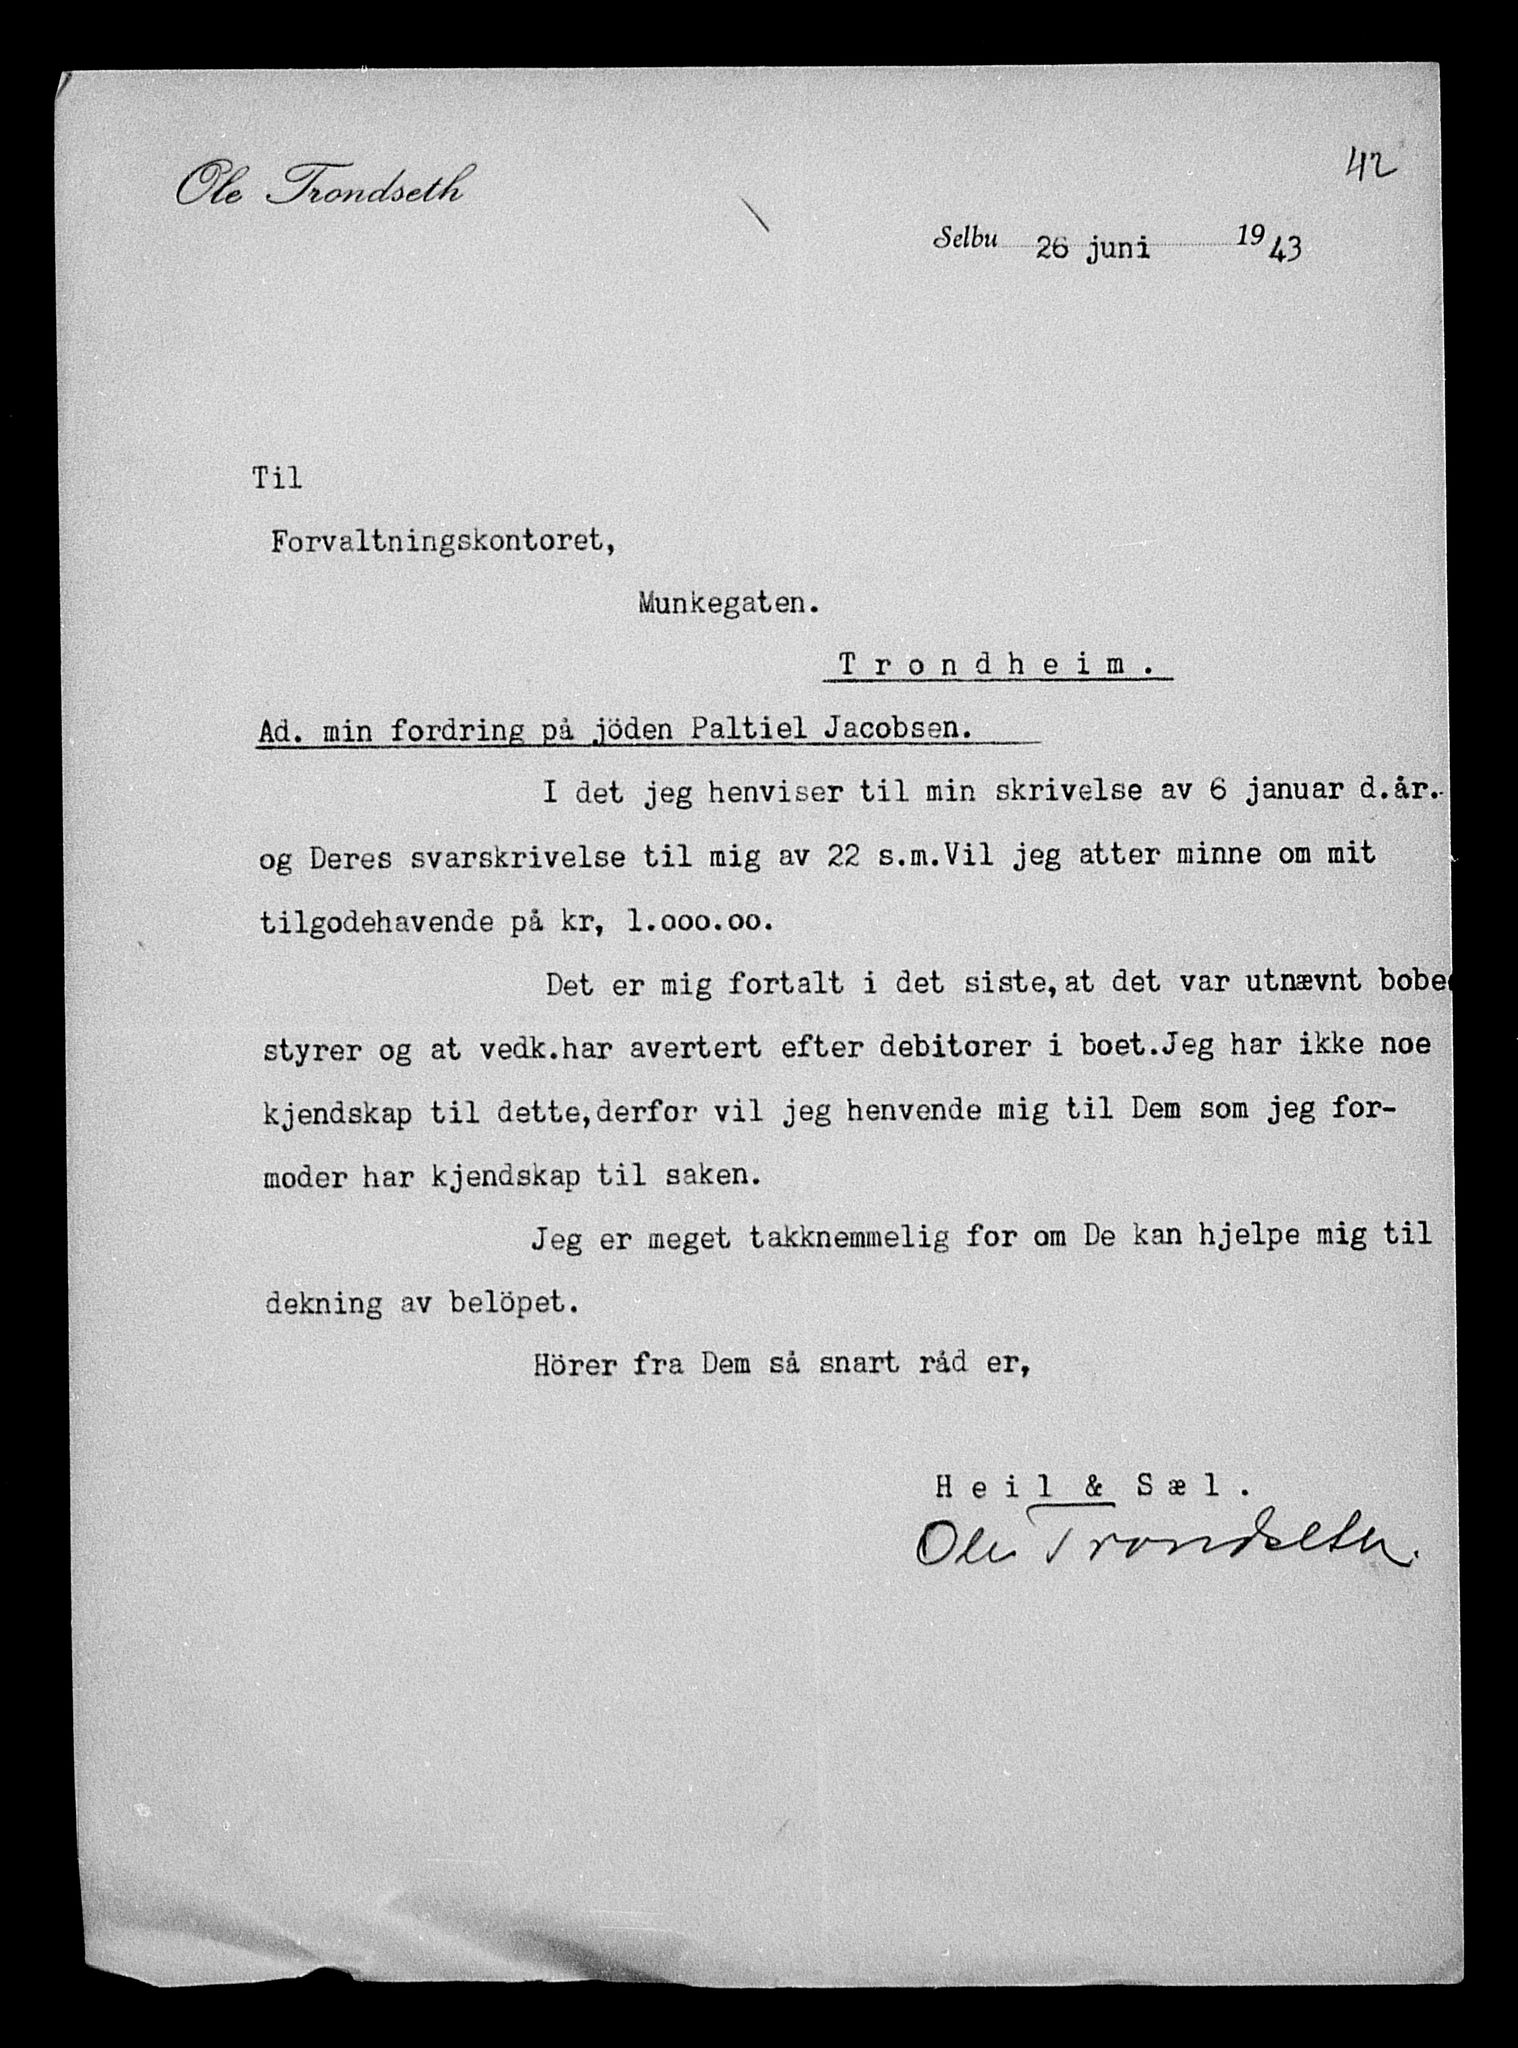 42
Ole Trondseth
Selbu 26 juni 1943
Til
Forvaltningskontoret,
Munkegaten.
Trondheim.
Ad. min fordring på jöden Paltiel Jacobsen.
I det jeg henviser til min skrivelse av 6 januar d.år.
og Deres svarskrivelse til mig av 22 s.m.Vil jeg atter minne om mit
tilgodehavende på kr, 1.ooo.oo.
Det er mig fortalt i det siste,at det var utnævnt bobe
styrer og at vedk.har avertert efter debitorer i boet.Jeg har ikke noe
kjendskap til dette,derfor vil jeg henvende mig til Dem som jeg for-
moder har kjendskap til saken.
Jeg er meget takknemmelig for om De kan hjelpe mig til
dekning av belöpet.
Hörer fra Dem så snart råd er,
Heil & Sæl.
Ole Trondseth.